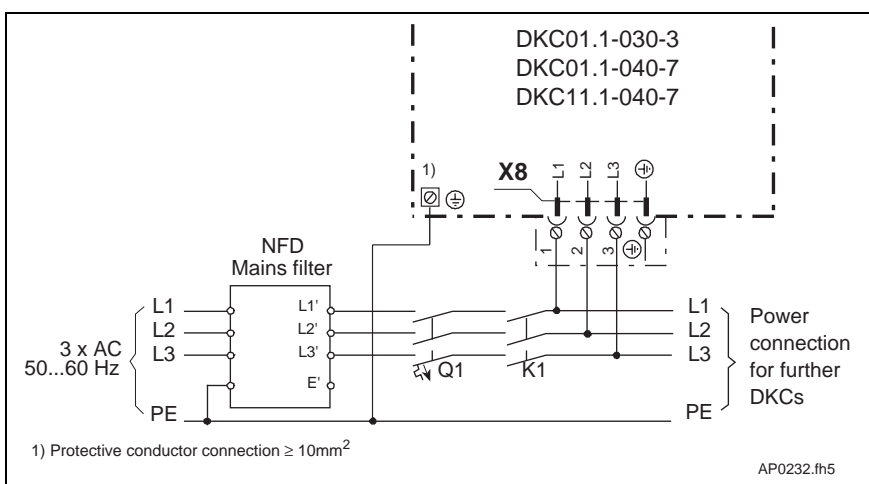 DKC01.1-030-3
DKC01.1-040-7
DKC11.1-040-7
1)
X8
L1
L2
L3
1
2
3
NFD
Mains filter
L1
L1'
L1
L2
L2'
L2
L3
L3'
L3
3 x AC
50...60 Hz
E'
Q1
K1
Power
connection
for further
DKCs
PE
PE
1) Protective conductor connection ≥ 10mm²
AP0232.fh5